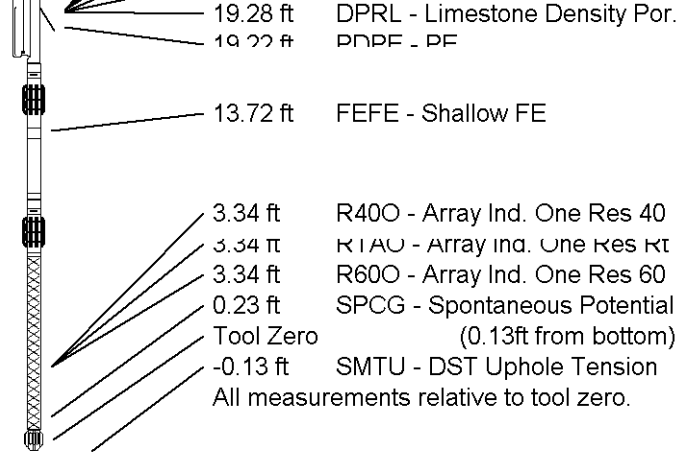 19.28 ft DPRL - Limestone Density Por.
19.22 ft PDPE - PE
13.72 ft FEFE - Shallow FE
3.34 ft R40O - Array Ind. One Res 40
3.34 ft RTAO - Array Ind. One Res Rt
3.34 ft R60O - Array Ind. One Res 60
0.23 ft SPCG - Spontaneous Potential
Tool Zero (0.13ft from bottom)
-0.13 ft SMTU - DST Uphole Tension
All measurements relative to tool zero.